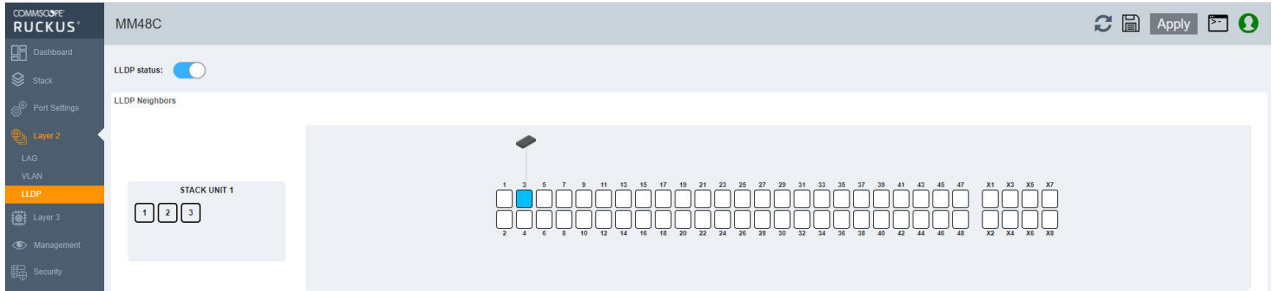 COMMSCOPE®
RUCKUS®
MM48C
Apply
Dashboard
Stack
Port Settings
Layer 2
LAG
VLAN
LLDP
Layer 3
Management
Security
LLDP status:
LLDP Neighbors
STACK UNIT 1
1 2 3
1 3 5 7 9 11 13 15 17 19 21 23 25 27 29 31 33 35 37 39 41 43 45 47 X1 X3 X5 X7
2 4 6 8 10 12 14 16 18 20 22 24 26 28 30 32 34 36 38 40 42 44 46 48 X2 X4 X6 X8